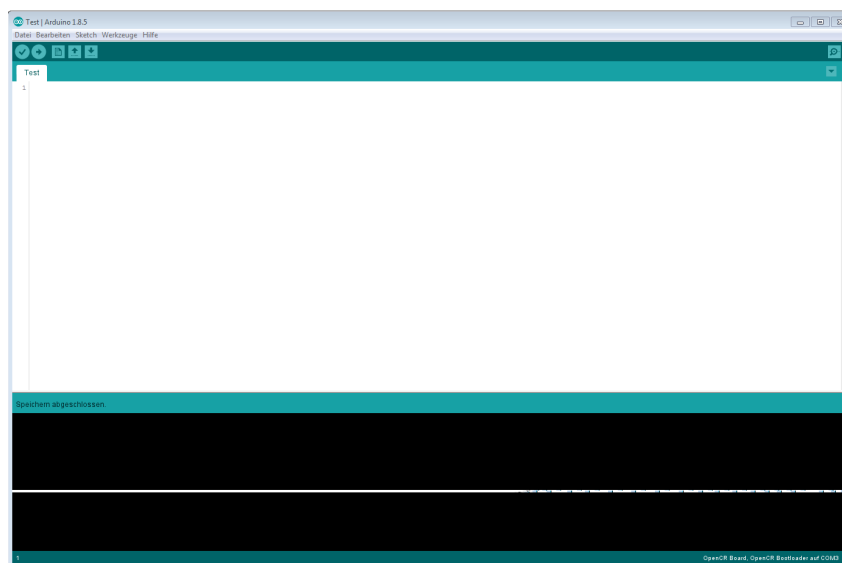 Test | Arduino 1.8.5
Datei Bearbeiten Sketch Werkzeuge Hilfe
Test
1
Speichern abgeschlossen.
1
OpenCR Board, OpenCR Bootloader auf COM3